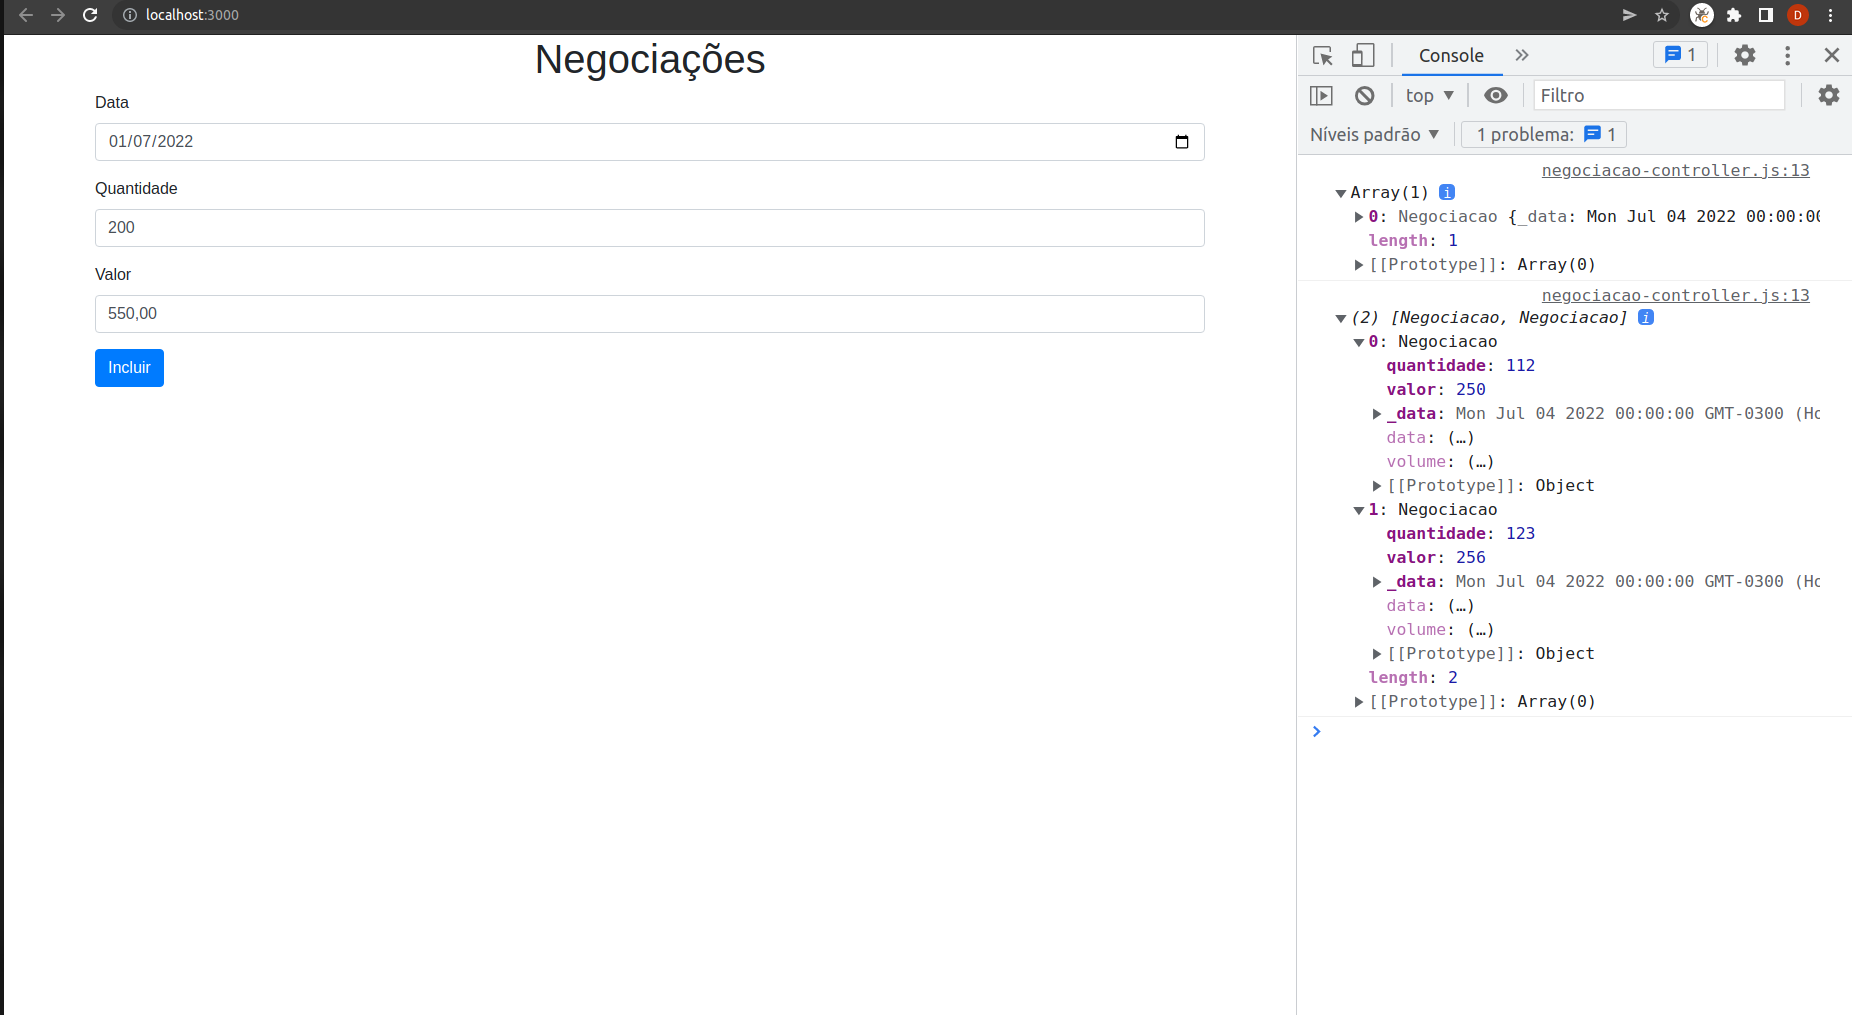 localhost:3000
D
Negociações
Data
01/07/2022
Quantidade
200
Valor
550,00
Incluir
Console
1
top
Filtro
Níveis padrão
1 problema: 1
negociacao-controller.js:13
Array(1) i
0: Negociacao {_data: Mon Jul 04 2022 00:00:00
length: 1
[[Prototype]]: Array(0)
negociacao-controller.js:13
(2) [Negociacao, Negociacao] i
0: Negociacao
quantidade: 112
valor: 250
_data: Mon Jul 04 2022 00:00:00 GMT-0300 (Ho
data: (…)
volume: (…)
[[Prototype]]: Object
1: Negociacao
quantidade: 123
valor: 256
_data: Mon Jul 04 2022 00:00:00 GMT-0300 (Ho
data: (…)
volume: (…)
[[Prototype]]: Object
length: 2
[[Prototype]]: Array(0)